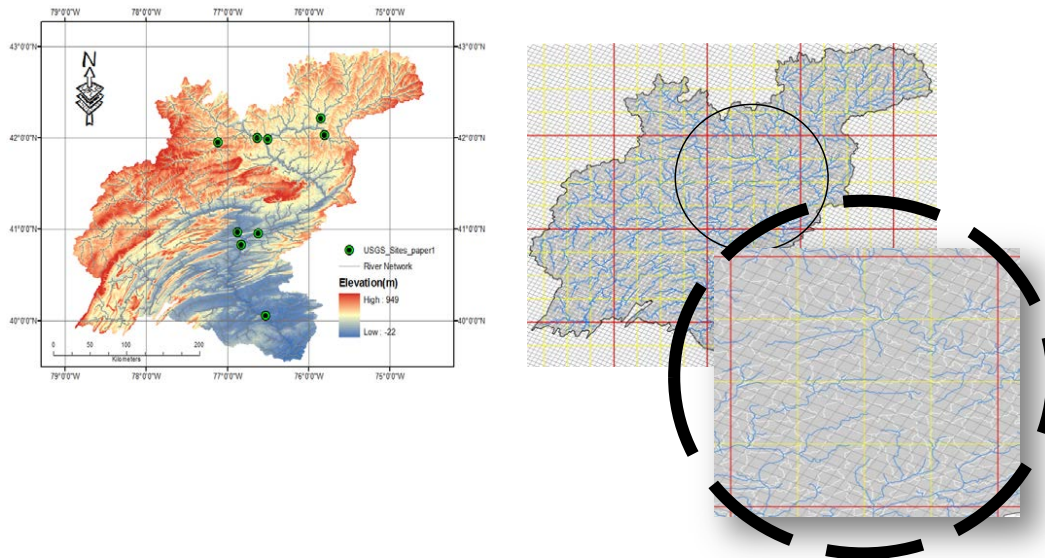 79°0'0"W 78°0'0"W 77°0'0"W 76°0'0"W 75°0'0"W
43°0'0"N 43°0'0"N
N
42°0'0"N 42°0'0"N
41°0'0"N 41°0'0"N
USGS_Sites_paper1
River Network
Elevation(m)
High : 949
40°0'0"N 40°0'0"N
Low : -22
0 50 100 200
Kilometers
79°0'0"W 78°0'0"W 77°0'0"W 76°0'0"W 75°0'0"W